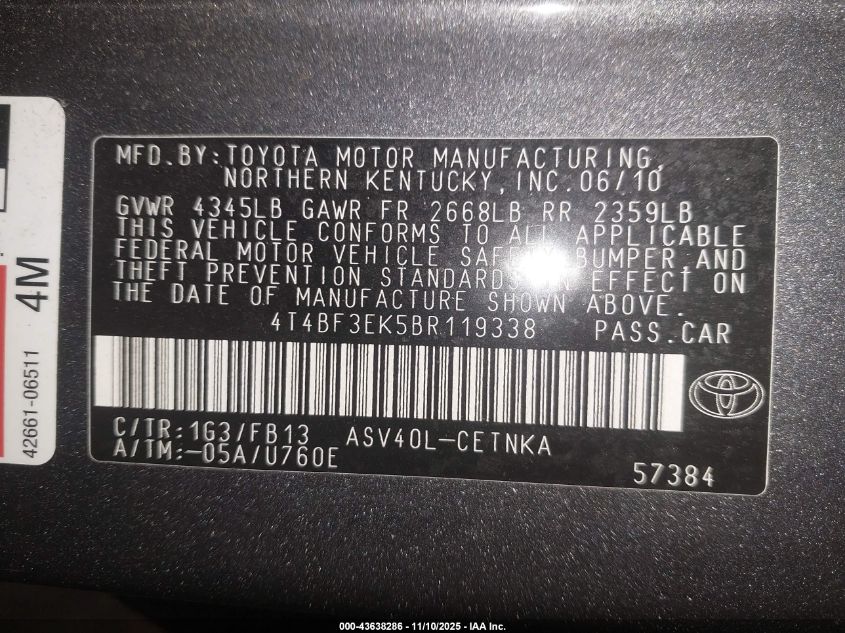 MFD.BY:TOYOTA MOTOR MANUFACTURING,
NORTHERN KENTUCKY,INC.06/10
GVWR 4345LB GAWR FR 2668LB RR 2359LB
THIS VEHICLE CONFORMS TO ALL APPLICABLE
FEDERAL MOTOR VEHICLE SAFETY,BUMPER,AND
THEFT PREVENTION STANDARDS IN EFFECT ON
THE DATE OF MANUFACTURE SHOWN ABOVE.
4T4BF3EK5BR119338 PASS.CAR
C/TR:1G3/FB13 ASV40L-CETNKA
A/TM:-05A/U760E
57384
4M
42661-06511
000-43638286 - 11/10/2025 - IAA Inc.